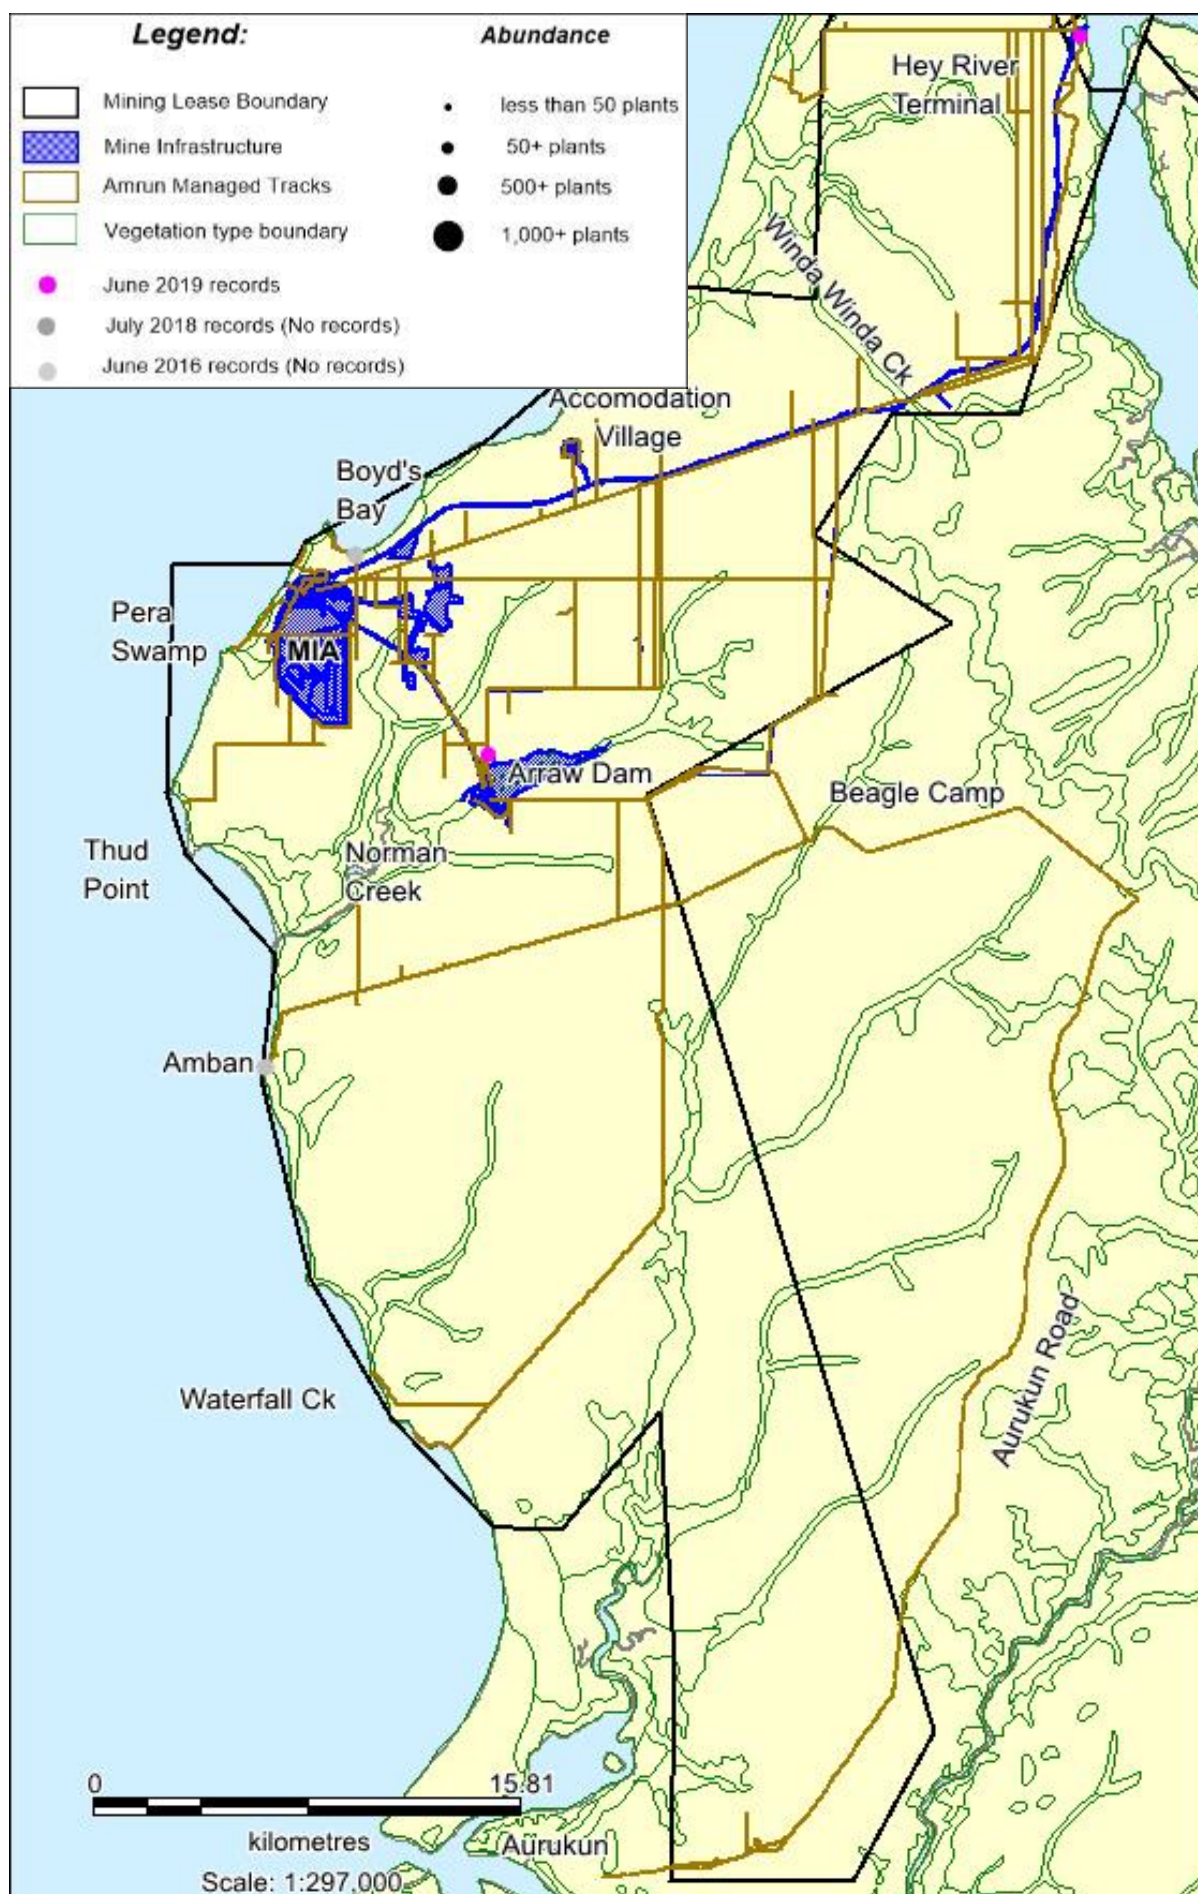 Legend:
Abundance
Mining Lease Boundary
less than 50 plants
Mine Infrastructure
50+ plants
Amrun Managed Tracks
500+ plants
Vegetation type boundary
1,000+ plants
June 2019 records
July 2018 records (No records)
June 2016 records (No records)
Hey River
Terminal
Winda Winda Ck
Accomodation
Village
Boyd's
Bay
Pera
Swamp
MIA
Arraw Dam
Beagle Camp
Thud
Point
Norman
Creek
Amban
Aurukun Road
Waterfall Ck
0
15.81
kilometres
Scale: 1:297,000
Aurukun